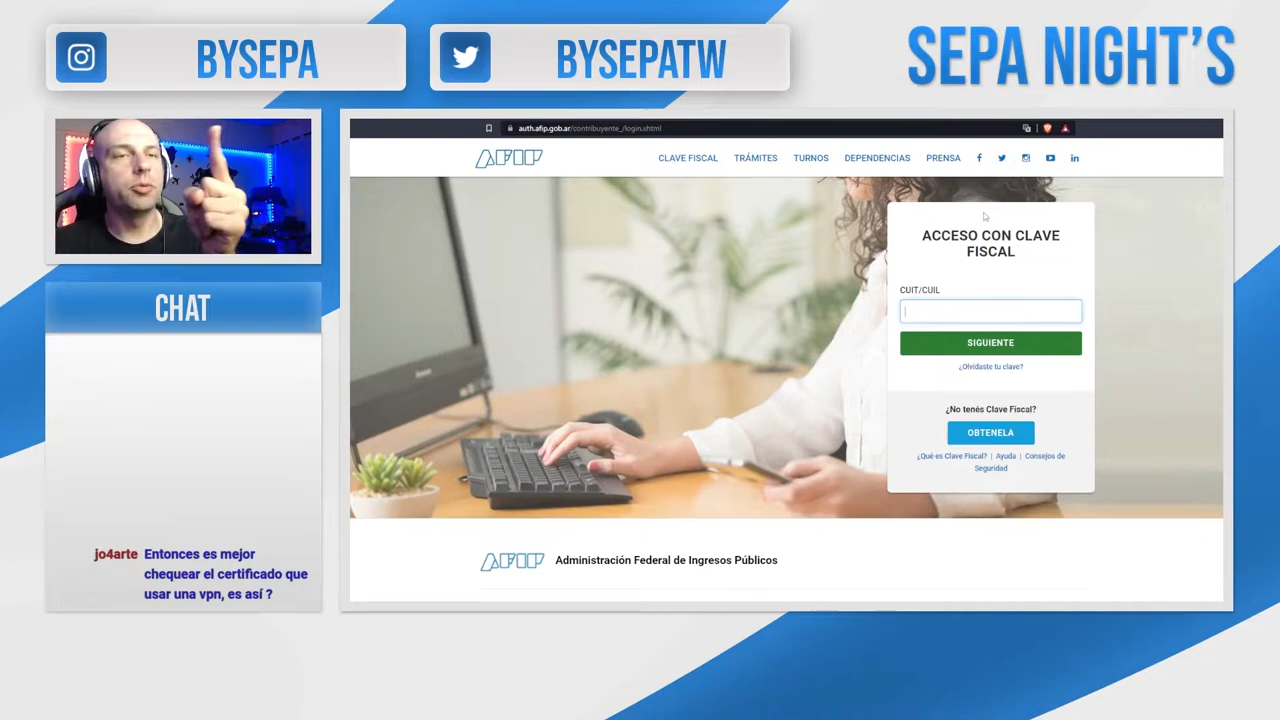 BYSEPA
BYSEPATW
SEPA NIGHT'S
auth.afip.gob.ar/contribuyente_/login.xhtml
AFIP
CLAVE FISCAL
TRÁMITES
TURNOS
DEPENDENCIAS
PRENSA
ACCESO CON CLAVE
FISCAL
CUIT/CUIL
SIGUIENTE
¿Olvidaste tu clave?
¿No tenés Clave Fiscal?
OBTENELA
¿Qué es Clave Fiscal? | Ayuda | Consejos de
Seguridad
AFIP Administración Federal de Ingresos Públicos
CHAT
jo4arte Entonces es mejor
chequear el certificado que
usar una vpn, es así ?